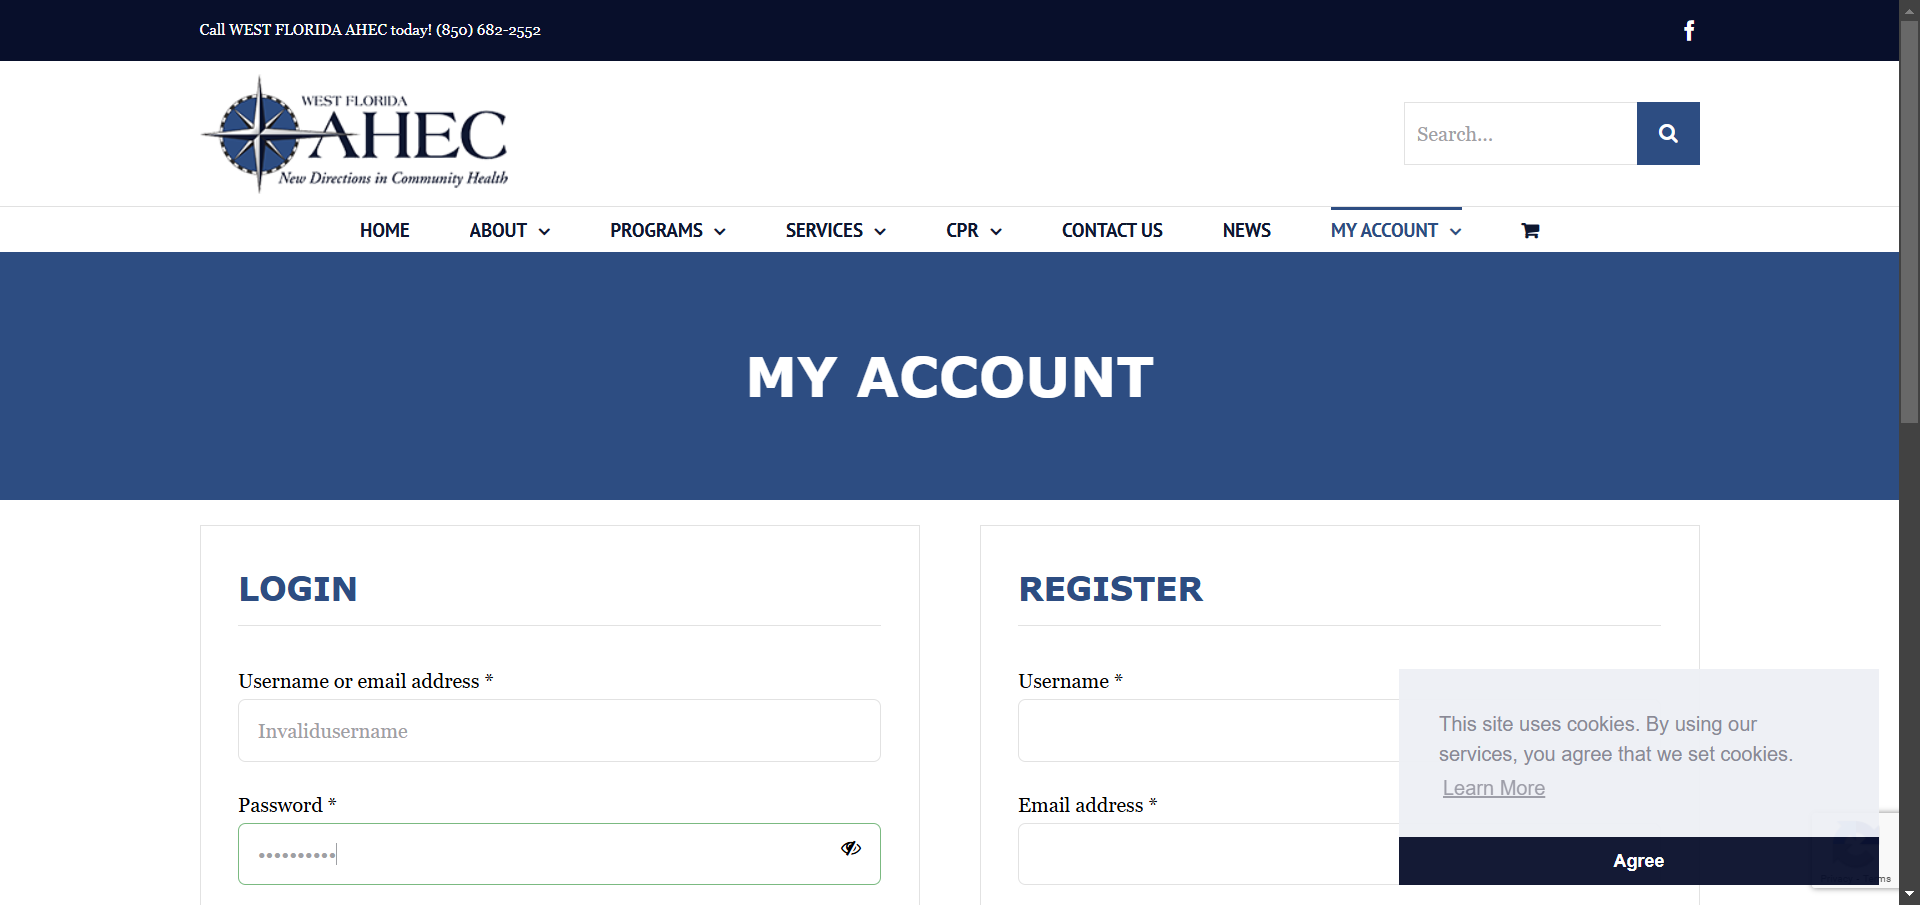 Call WEST FLORIDA AHEC today! (850) 682-2552
WEST FLORIDA
AHEC
New Directions in Community Health
Search...
HOME ABOUT PROGRAMS SERVICES CPR CONTACT US NEWS MY ACCOUNT
MY ACCOUNT
LOGIN
Username or email address *
Invalidusername
Password *
••••••••••
REGISTER
Username *
Email address *
This site uses cookies. By using our
services, you agree that we set cookies.
Learn More
Agree